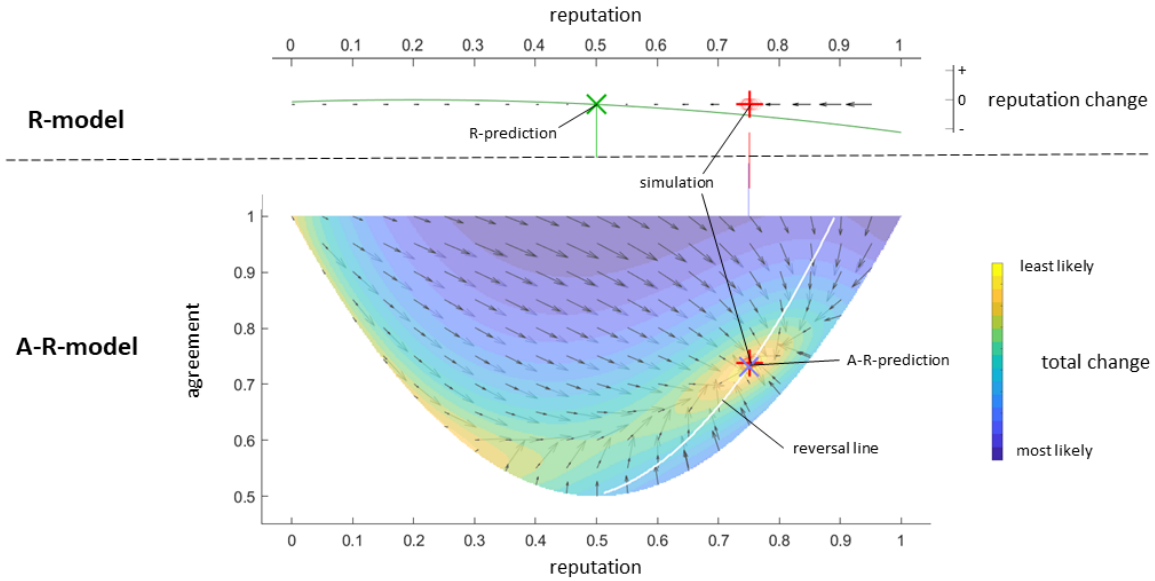 reputation
0 0.1 0.2 0.3 0.4 0.5 0.6 0.7 0.8 0.9 1
+
0
-
reputation change
R-model
R-prediction
simulation
1
0.9
0.8
0.7
0.6
0.5
agreement
A-R-model
A-R-prediction
reversal line
least likely
total change
most likely
0 0.1 0.2 0.3 0.4 0.5 0.6 0.7 0.8 0.9 1
reputation